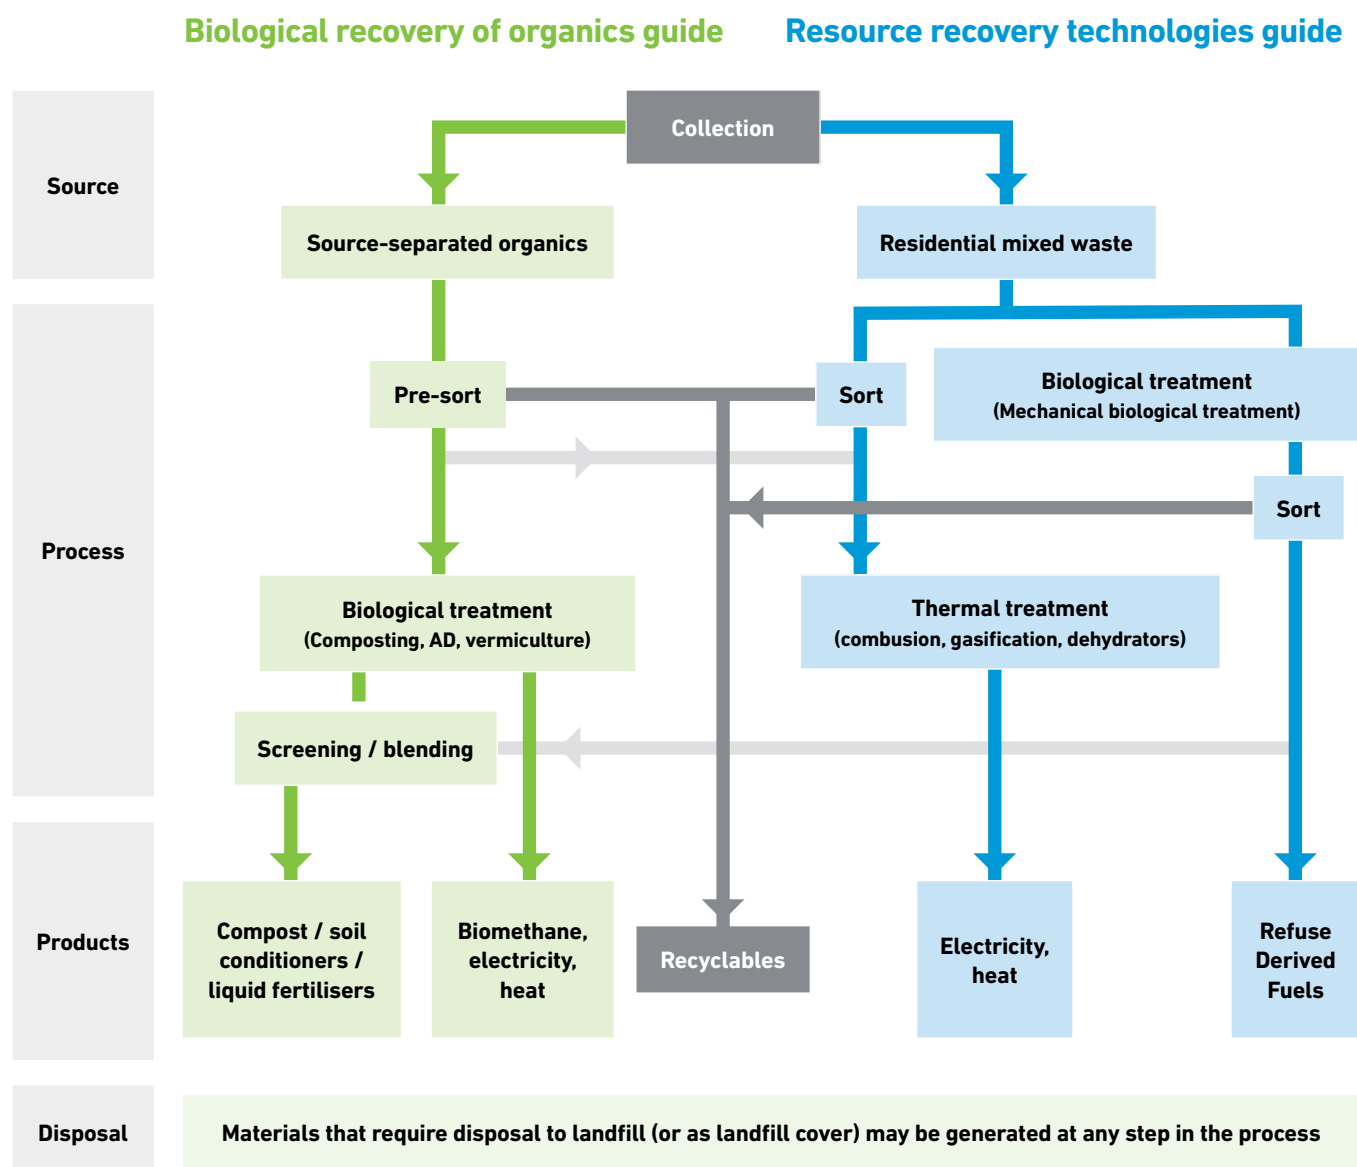 Biological recovery of organics guide
Resource recovery technologies guide
Collection
Source
Source-separated organics
Residential mixed waste
Pre-sort
Sort
Biological treatment
(Mechanical biological treatment)
Sort
Process
Biological treatment
(Composting, AD, vermiculture)
Thermal treatment
(combusion, gasification, dehydrators)
Screening / blending
Products
Compost / soil
conditioners /
liquid fertilisers
Biomethane,
electricity,
heat
Recyclables
Electricity,
heat
Refuse
Derived
Fuels
Disposal
Materials that require disposal to landfill (or as landfill cover) may be generated at any step in the process